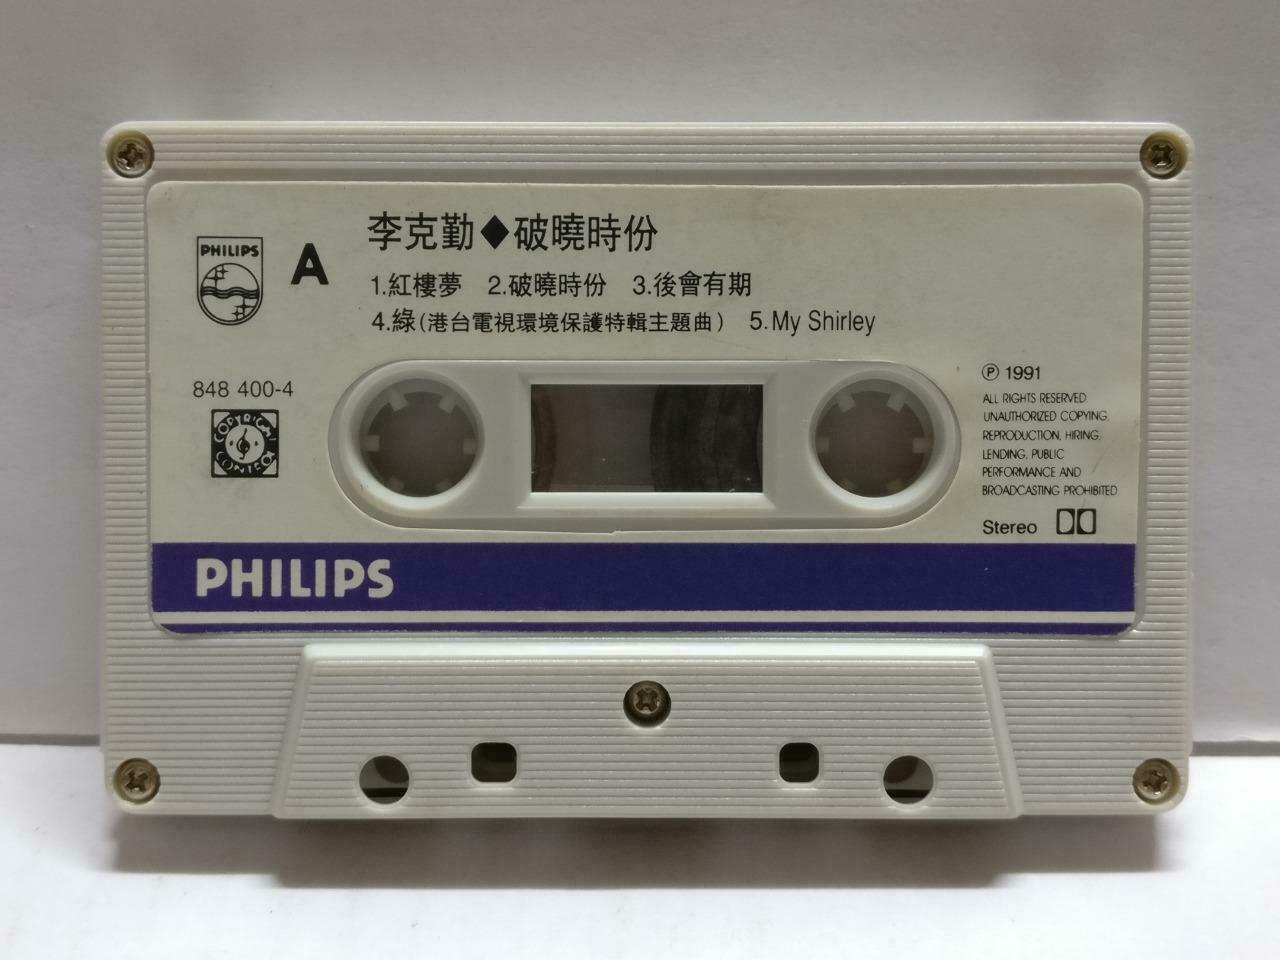 李克勤◆破曉時份
PHILIPS
A
1.紅樓夢 2.破曉時份 3.後會有期
4.綠(港台電視環境保護特輯主題曲) 5.My Shirley
848 400-4
COPYRIGHT CONTROL
Ⓟ 1991
ALL RIGHTS RESERVED
UNAUTHORIZED COPYING,
REPRODUCTION, HIRING,
LENDING, PUBLIC
PERFORMANCE AND
BROADCASTING PROHIBITED
Stereo
PHILIPS